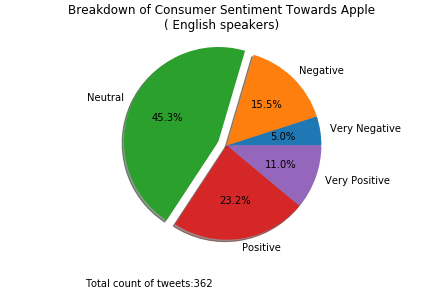 Breakdown of Consumer Sentiment Towards Apple
( English speakers)
Negative
Neutral
15.5%
45.3%
Very Negative
5.0%
11.0%
Very Positive
23.2%
Positive
Total count of tweets:362